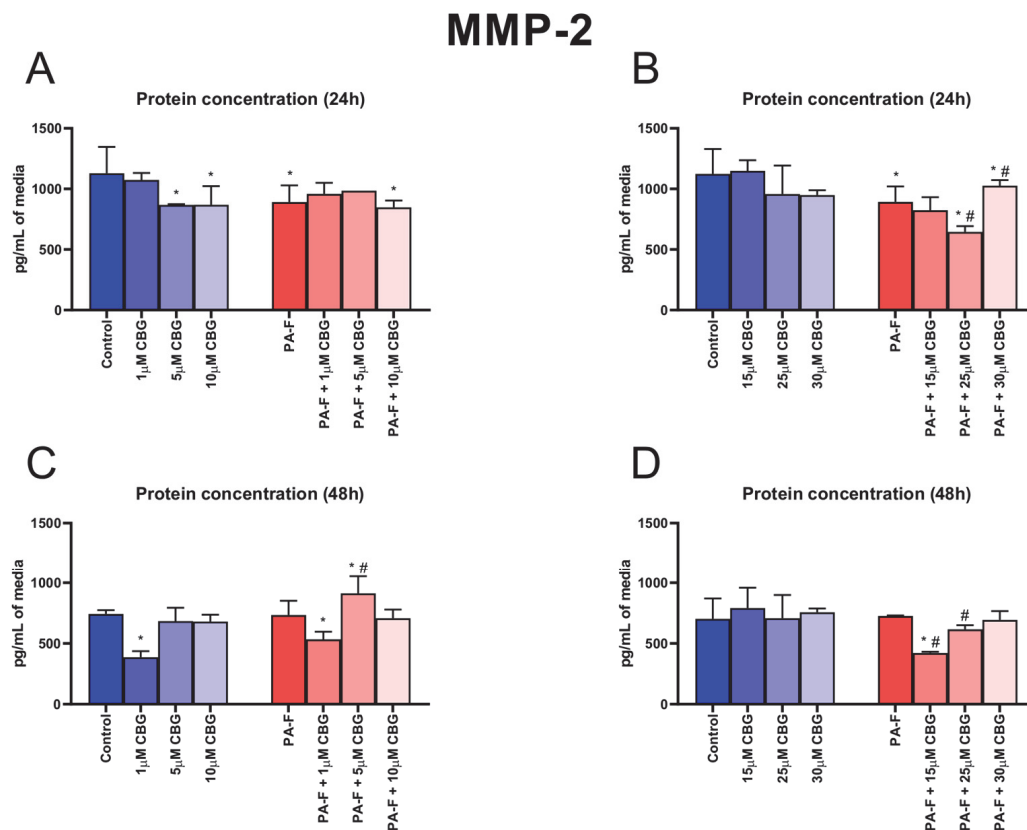 MMP-2
A
Protein concentration (24h)
pg/mL of media
1500
1000
500
0
*
*
*
*
Control
1μM CBG
5μM CBG
10μM CBG
PA-F
PA-F + 1μM CBG
PA-F + 5μM CBG
PA-F + 10μM CBG
B
Protein concentration (24h)
pg/mL of media
1500
1000
500
0
*
* #
* #
Control
15μM CBG
25μM CBG
30μM CBG
PA-F
PA-F + 15μM CBG
PA-F + 25μM CBG
PA-F + 30μM CBG
C
Protein concentration (48h)
pg/mL of media
1500
1000
500
0
*
*
* #
Control
1μM CBG
5μM CBG
10μM CBG
PA-F
PA-F + 1μM CBG
PA-F + 5μM CBG
PA-F + 10μM CBG
D
Protein concentration (48h)
pg/mL of media
1500
1000
500
0
* #
#
Control
15μM CBG
25μM CBG
30μM CBG
PA-F
PA-F + 15μM CBG
PA-F + 25μM CBG
PA-F + 30μM CBG